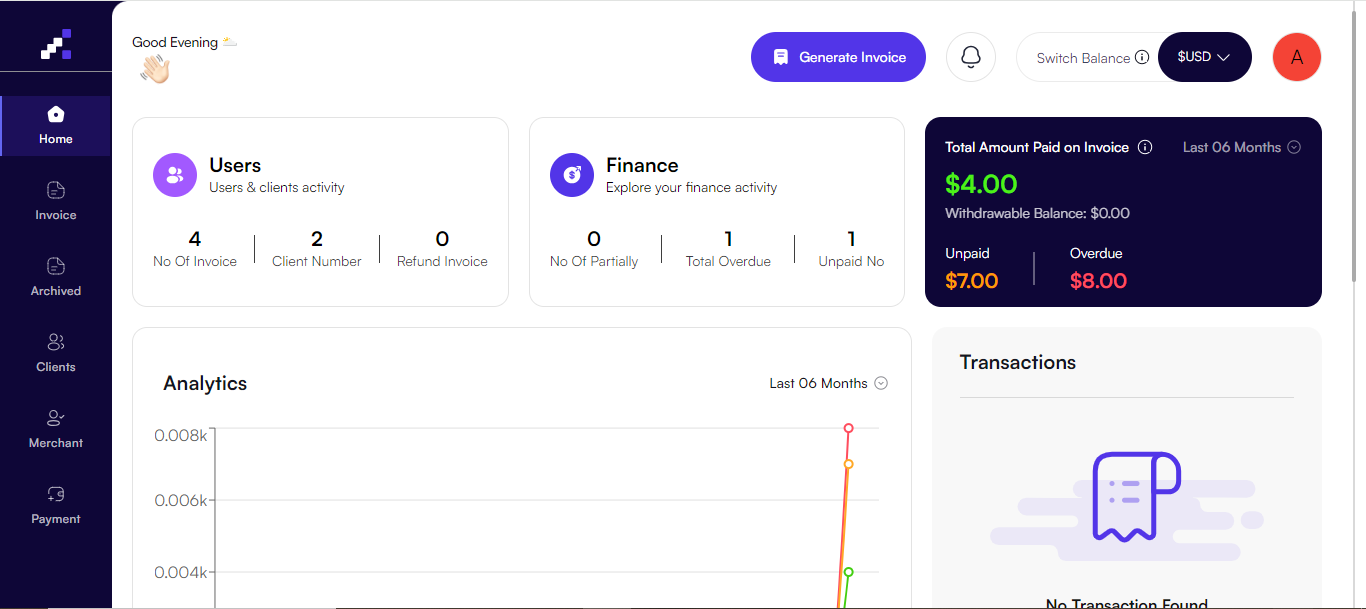 Good Evening
Generate Invoice
Switch Balance
$USD
A
Home
Invoice
Archived
Clients
Merchant
Payment
Users
Users & clients activity
4
No Of Invoice
2
Client Number
0
Refund Invoice
Finance
Explore your finance activity
0
No Of Partially
1
Total Overdue
1
Unpaid No
Total Amount Paid on Invoice
Last 06 Months
$4.00
Withdrawable Balance: $0.00
Unpaid
$7.00
Overdue
$8.00
Analytics
Last 06 Months
0.008k
0.006k
0.004k
Transactions
No Transaction Found